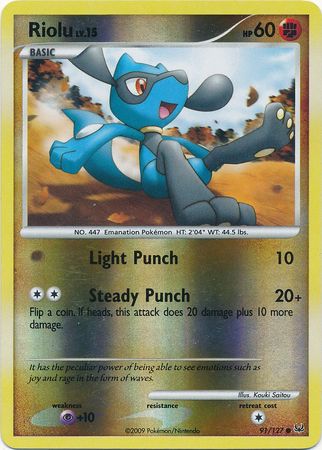 Riolu LV.15 HP 60
BASIC
NO. 447 Emanation Pokémon HT: 2'04" WT: 44.5 lbs.
Light Punch 10
Steady Punch 20+
Flip a coin. If heads, this attack does 20 damage plus 10 more
damage.
It has the peculiar power of being able to see emotions such as
joy and rage in the form of waves.
Illus. Kouki Saitou
weakness resistance retreat cost
+10
©2009 Pokémon/Nintendo 91/127